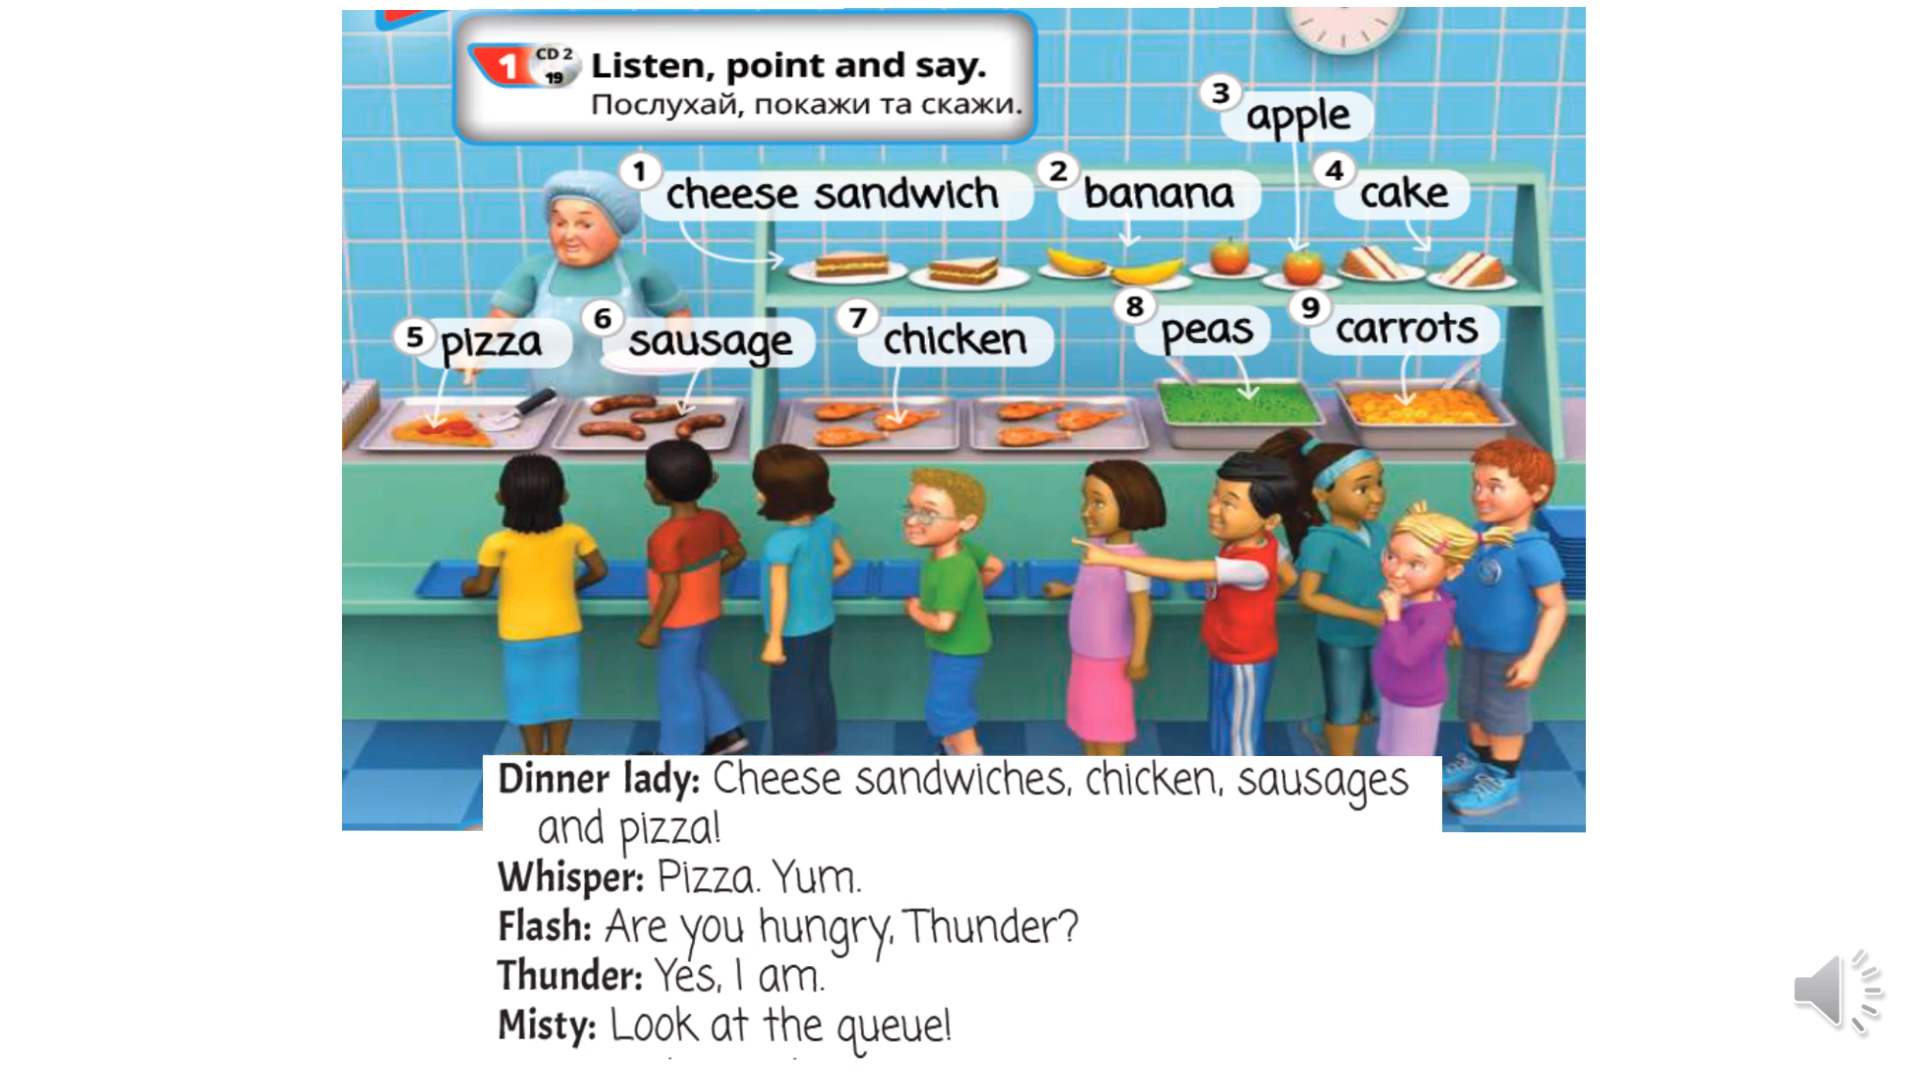 1 CD 2 19 Listen, point and say.
Послухай, покажи та скажи.
3 apple
1 cheese sandwich
2 banana
4 cake
5 pizza
6 sausage
7 chicken
8 peas
9 carrots
Dinner lady: Cheese sandwiches, chicken, sausages
and pizza!
Whisper: Pizza. Yum.
Flash: Are you hungry, Thunder?
Thunder: Yes, I am.
Misty: Look at the queue!